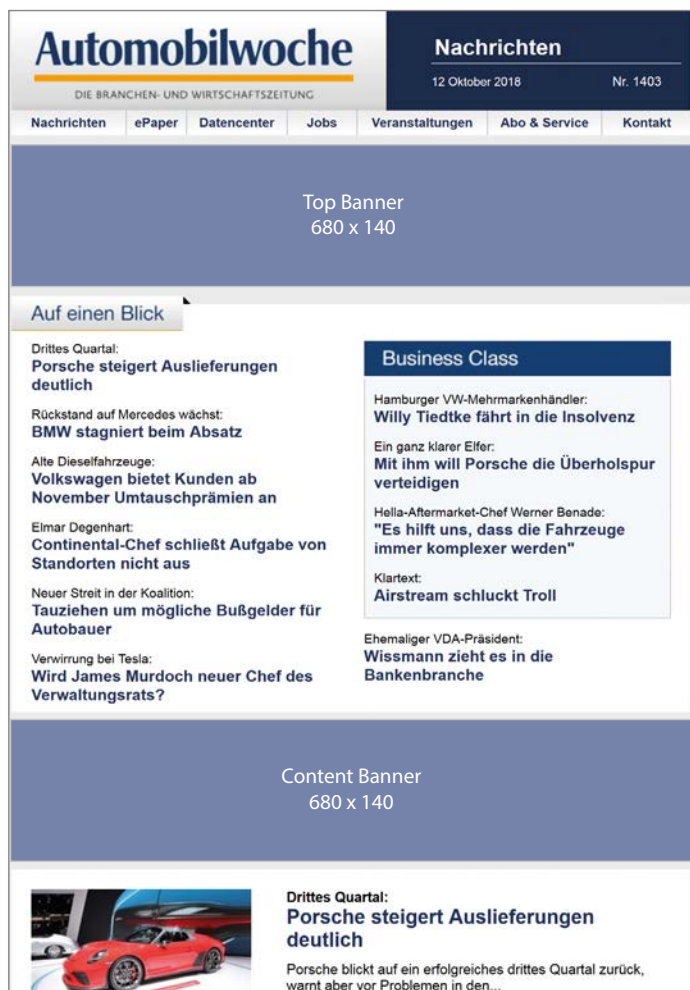 Automobilwoche
DIE BRANCHEN- UND WIRTSCHAFTSZEITUNG
Nachrichten
12 Oktober 2018 Nr. 1403
Nachrichten ePaper Datencenter Jobs Veranstaltungen Abo & Service Kontakt
Top Banner
680 x 140
Auf einen Blick
Drittes Quartal:
Porsche steigert Auslieferungen
deutlich
Rückstand auf Mercedes wächst:
BMW stagniert beim Absatz
Alte Dieselfahrzeuge:
Volkswagen bietet Kunden ab
November Umtauschprämien an
Elmar Degenhart:
Continental-Chef schließt Aufgabe von
Standorten nicht aus
Neuer Streit in der Koalition:
Tauziehen um mögliche Bußgelder für
Autobauer
Verwirrung bei Tesla:
Wird James Murdoch neuer Chef des
Verwaltungsrats?
Business Class
Hamburger VW-Mehrmarkenhändler:
Willy Tiedtke fährt in die Insolvenz
Ein ganz klarer Elfer:
Mit ihm will Porsche die Überholspur
verteidigen
Hella-Aftermarket-Chef Werner Benade:
"Es hilft uns, dass die Fahrzeuge
immer komplexer werden"
Klartext:
Airstream schluckt Troll
Ehemaliger VDA-Präsident:
Wissmann zieht es in die
Bankenbranche
Content Banner
680 x 140
Drittes Quartal:
Porsche steigert Auslieferungen
deutlich
Porsche blickt auf ein erfolgreiches drittes Quartal zurück,
warnt aber vor Problemen in den...